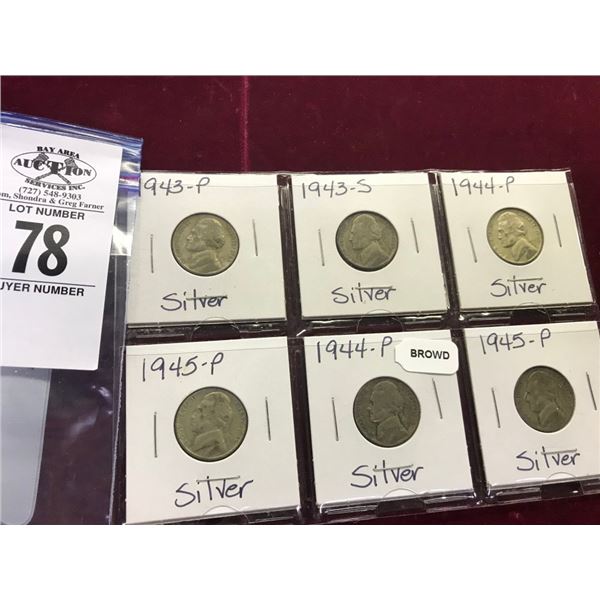 BAY AREA
AUCTION
SERVICES INC.
(727) 548-9303
om, Shondra & Greg Farner
LOT NUMBER
78
UYER NUMBER
943-P
Silver
1943-S
Silver
1944-P
Silver
1945-P
Silver
1944-P
BROWD
Silver
1945-P
Silver